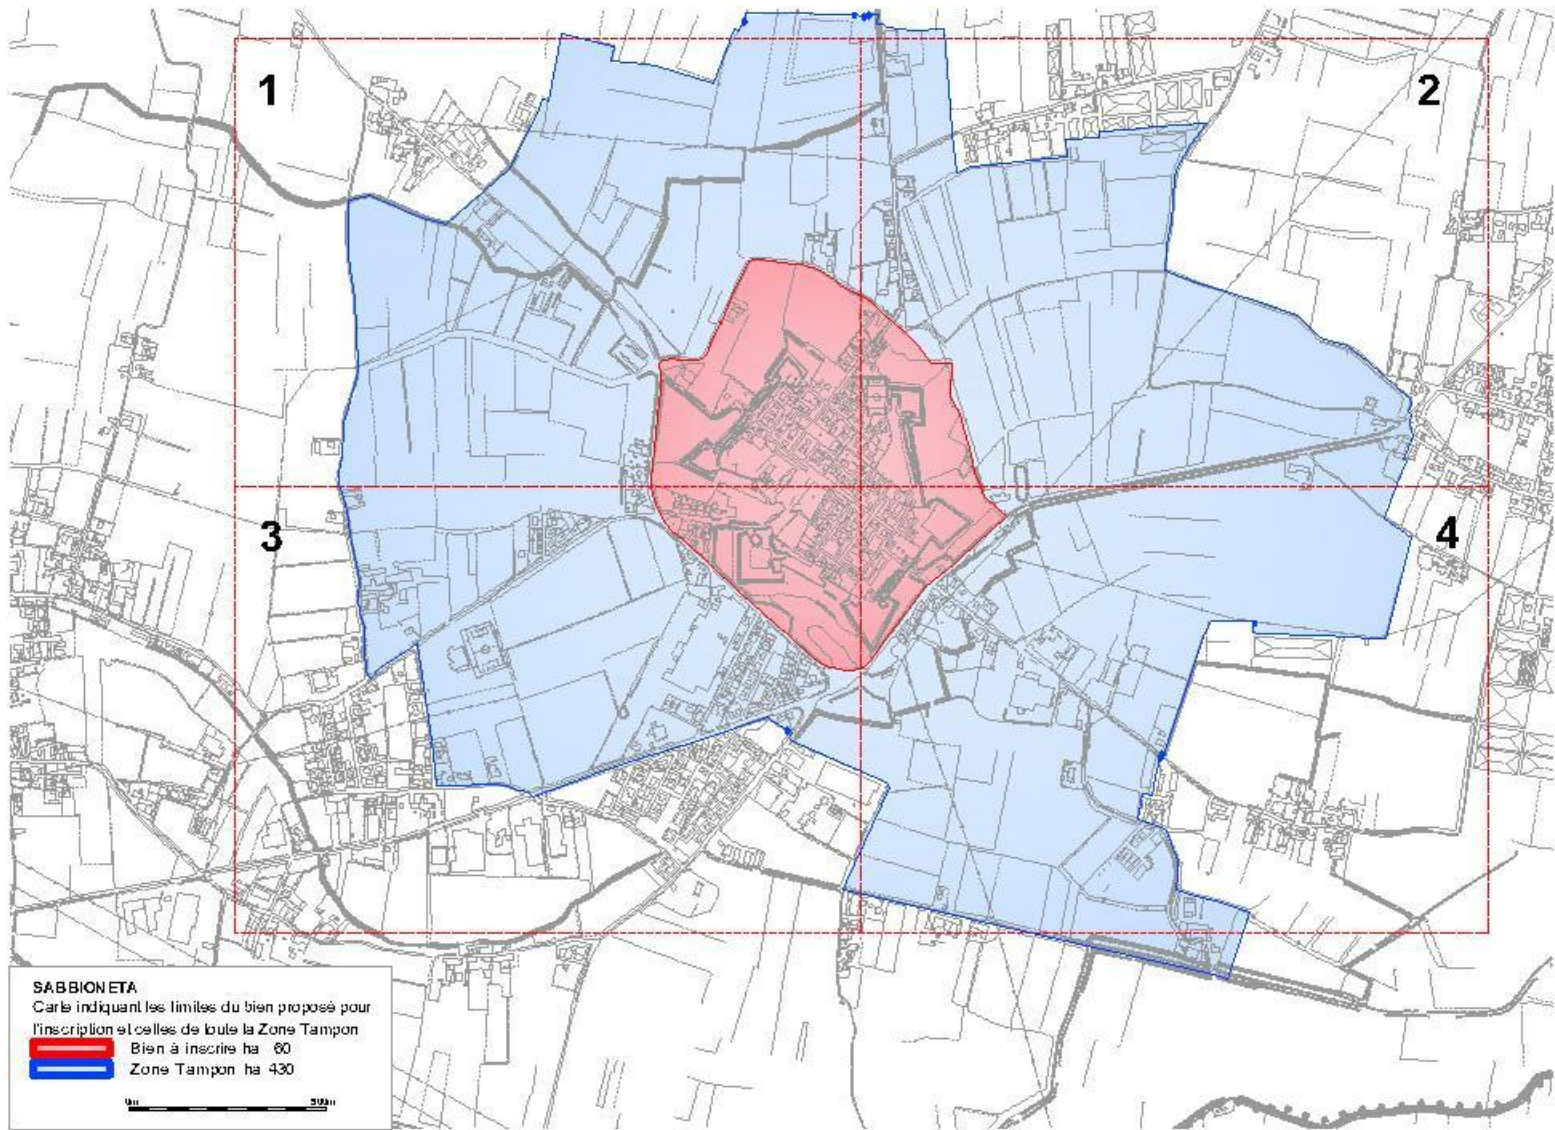 1
2
3
4
SABBIONETA
Carte indiquant les limites du bien proposé pour
l'inscription et celles de toute la Zone Tampon
Bien à inscrire ha 60
Zone Tampon ha 430
0m 500m